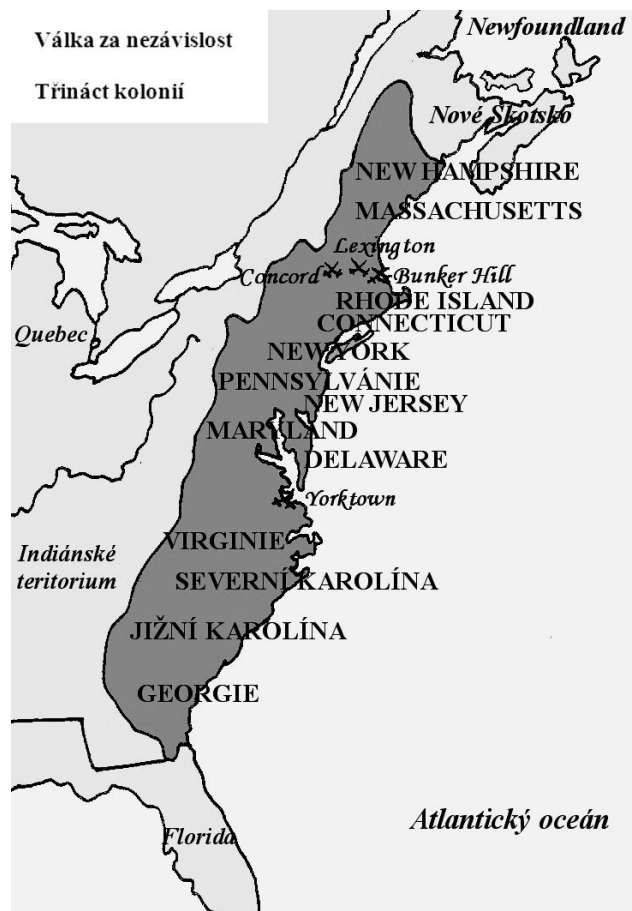 Válka za nezávislost
Třináct kolonií
Newfoundland
Nové Skotsko
NEW HAMPSHIRE
MASSACHUSETTS
Lexington
Concord
Bunker Hill
RHODE ISLAND
CONNECTICUT
Quebec
NEW YORK
PENNSYLVÁNIE
NEW JERSEY
MARYLAND
DELAWARE
Yorktown
VIRGINIE
Indiánské
teritorium
SEVERNÍ KAROLÍNA
JIŽNÍ KAROLÍNA
GEORGIE
Atlantický oceán
Florida